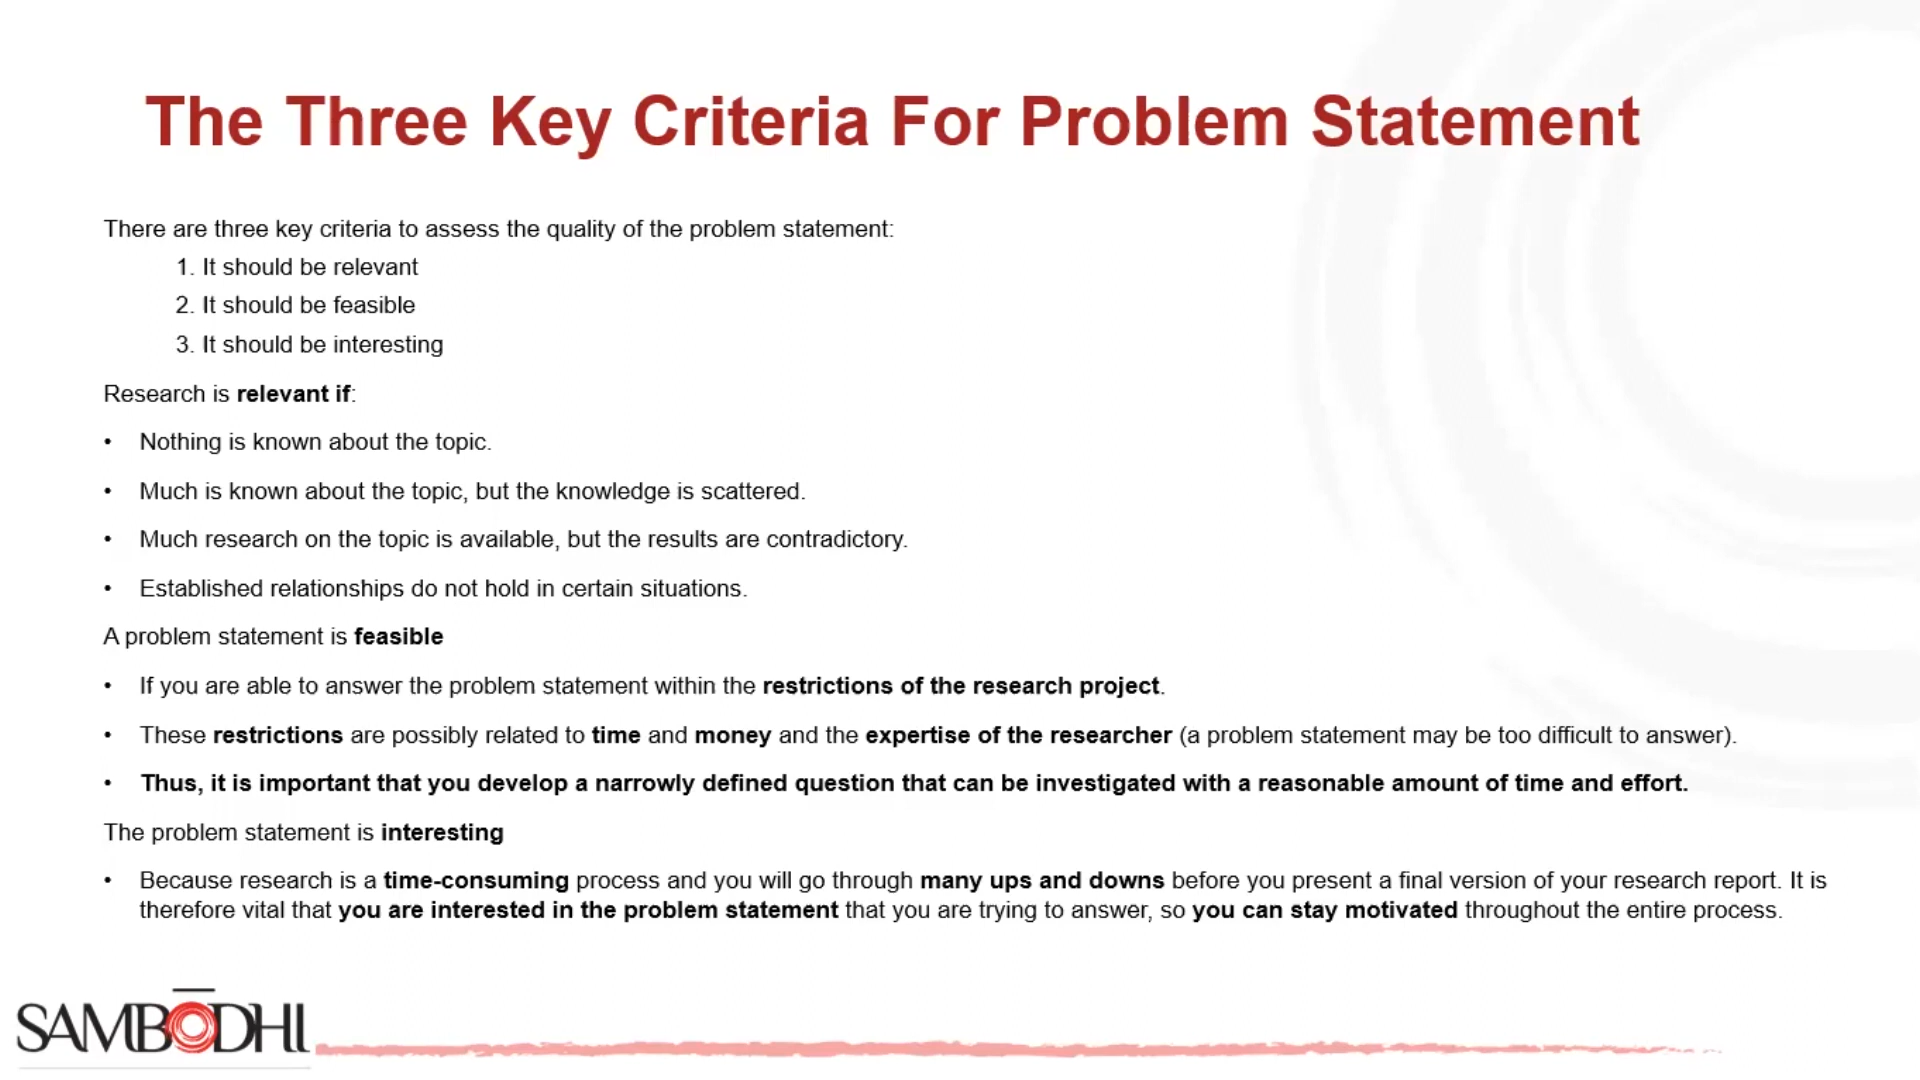 The Three Key Criteria For Problem Statement
There are three key criteria to assess the quality of the problem statement:
1. It should be relevant
2. It should be feasible
3. It should be interesting
Research is relevant if:
• Nothing is known about the topic.
• Much is known about the topic, but the knowledge is scattered.
• Much research on the topic is available, but the results are contradictory.
• Established relationships do not hold in certain situations.
A problem statement is feasible
• If you are able to answer the problem statement within the restrictions of the research project.
• These restrictions are possibly related to time and money and the expertise of the researcher (a problem statement may be too difficult to answer).
• Thus, it is important that you develop a narrowly defined question that can be investigated with a reasonable amount of time and effort.
The problem statement is interesting
• Because research is a time-consuming process and you will go through many ups and downs before you present a final version of your research report. It is
therefore vital that you are interested in the problem statement that you are trying to answer, so you can stay motivated throughout the entire process.
SAMBŌDHI